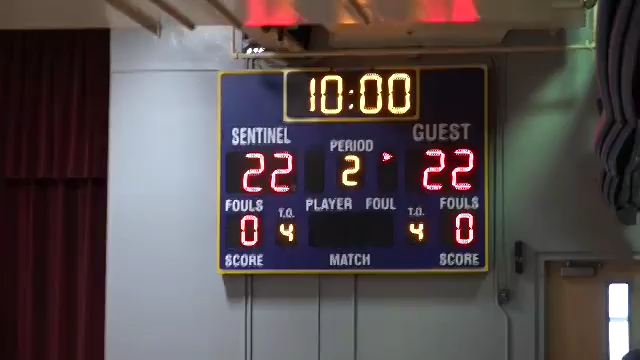 10:00
SENTINEL PERIOD GUEST
22 2 22
FOULS T.O. PLAYER FOUL T.O. FOULS
0 4 4 0
SCORE MATCH SCORE